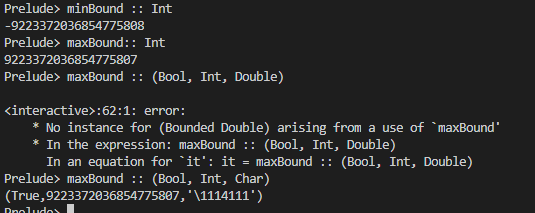 Prelude> minBound :: Int
-9223372036854775808
Prelude> maxBound:: Int
9223372036854775807
Prelude> maxBound :: (Bool, Int, Double)
<interactive>:62:1: error:
* No instance for (Bounded Double) arising from a use of `maxBound'
* In the expression: maxBound :: (Bool, Int, Double)
In an equation for `it': it = maxBound :: (Bool, Int, Double)
Prelude> maxBound :: (Bool, Int, Char)
(True,9223372036854775807,'\1114111')
Prelude>